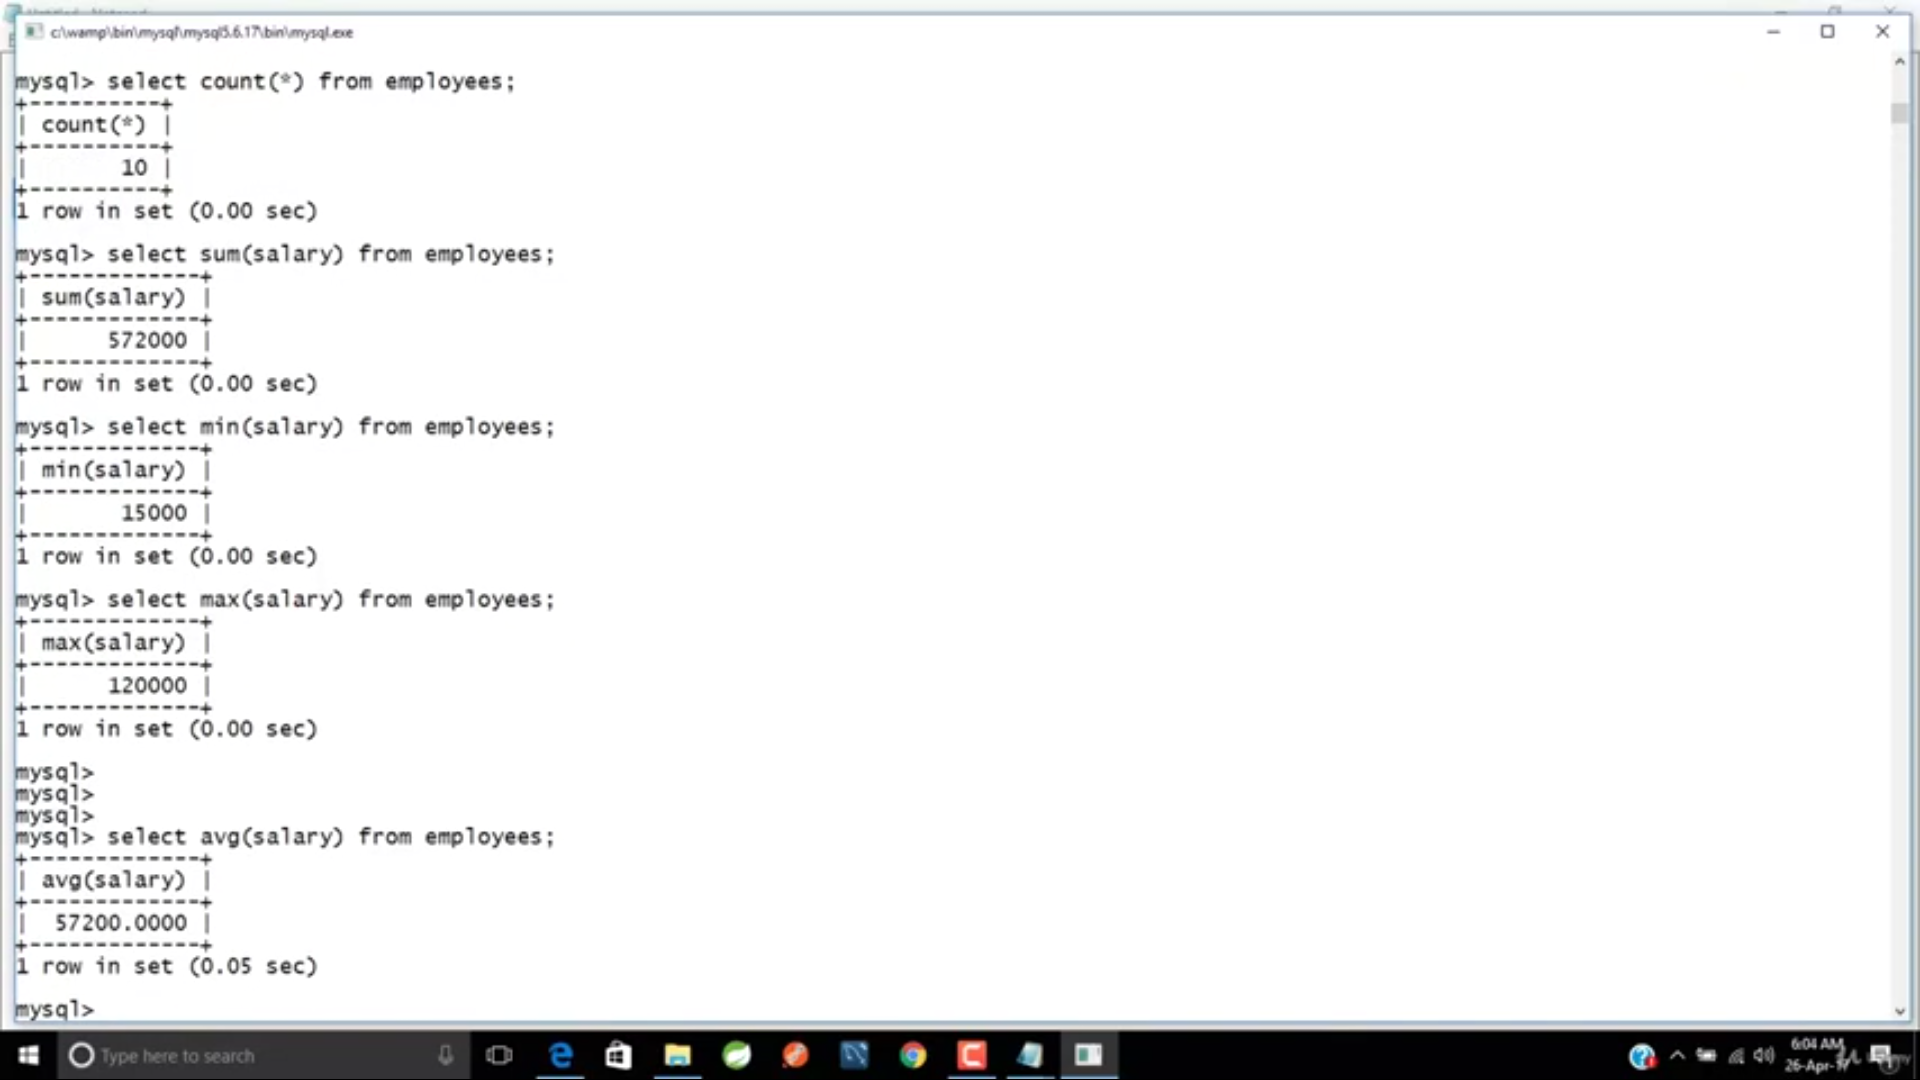 c:\wamp\bin\mysql\mysql5.6.17\bin\mysql.exe
mysql> select count(*) from employees;
+----------+
| count(*) |
+----------+
|       10 |
+----------+
1 row in set (0.00 sec)
mysql> select sum(salary) from employees;
+-------------+
| sum(salary) |
+-------------+
|      572000 |
+-------------+
1 row in set (0.00 sec)
mysql> select min(salary) from employees;
+-------------+
| min(salary) |
+-------------+
|       15000 |
+-------------+
1 row in set (0.00 sec)
mysql> select max(salary) from employees;
+-------------+
| max(salary) |
+-------------+
|      120000 |
+-------------+
1 row in set (0.00 sec)
mysql>
mysql>
mysql>
mysql> select avg(salary) from employees;
+-------------+
| avg(salary) |
+-------------+
|  57200.0000 |
+-------------+
1 row in set (0.05 sec)
mysql>
Type here to search
6:04 AM